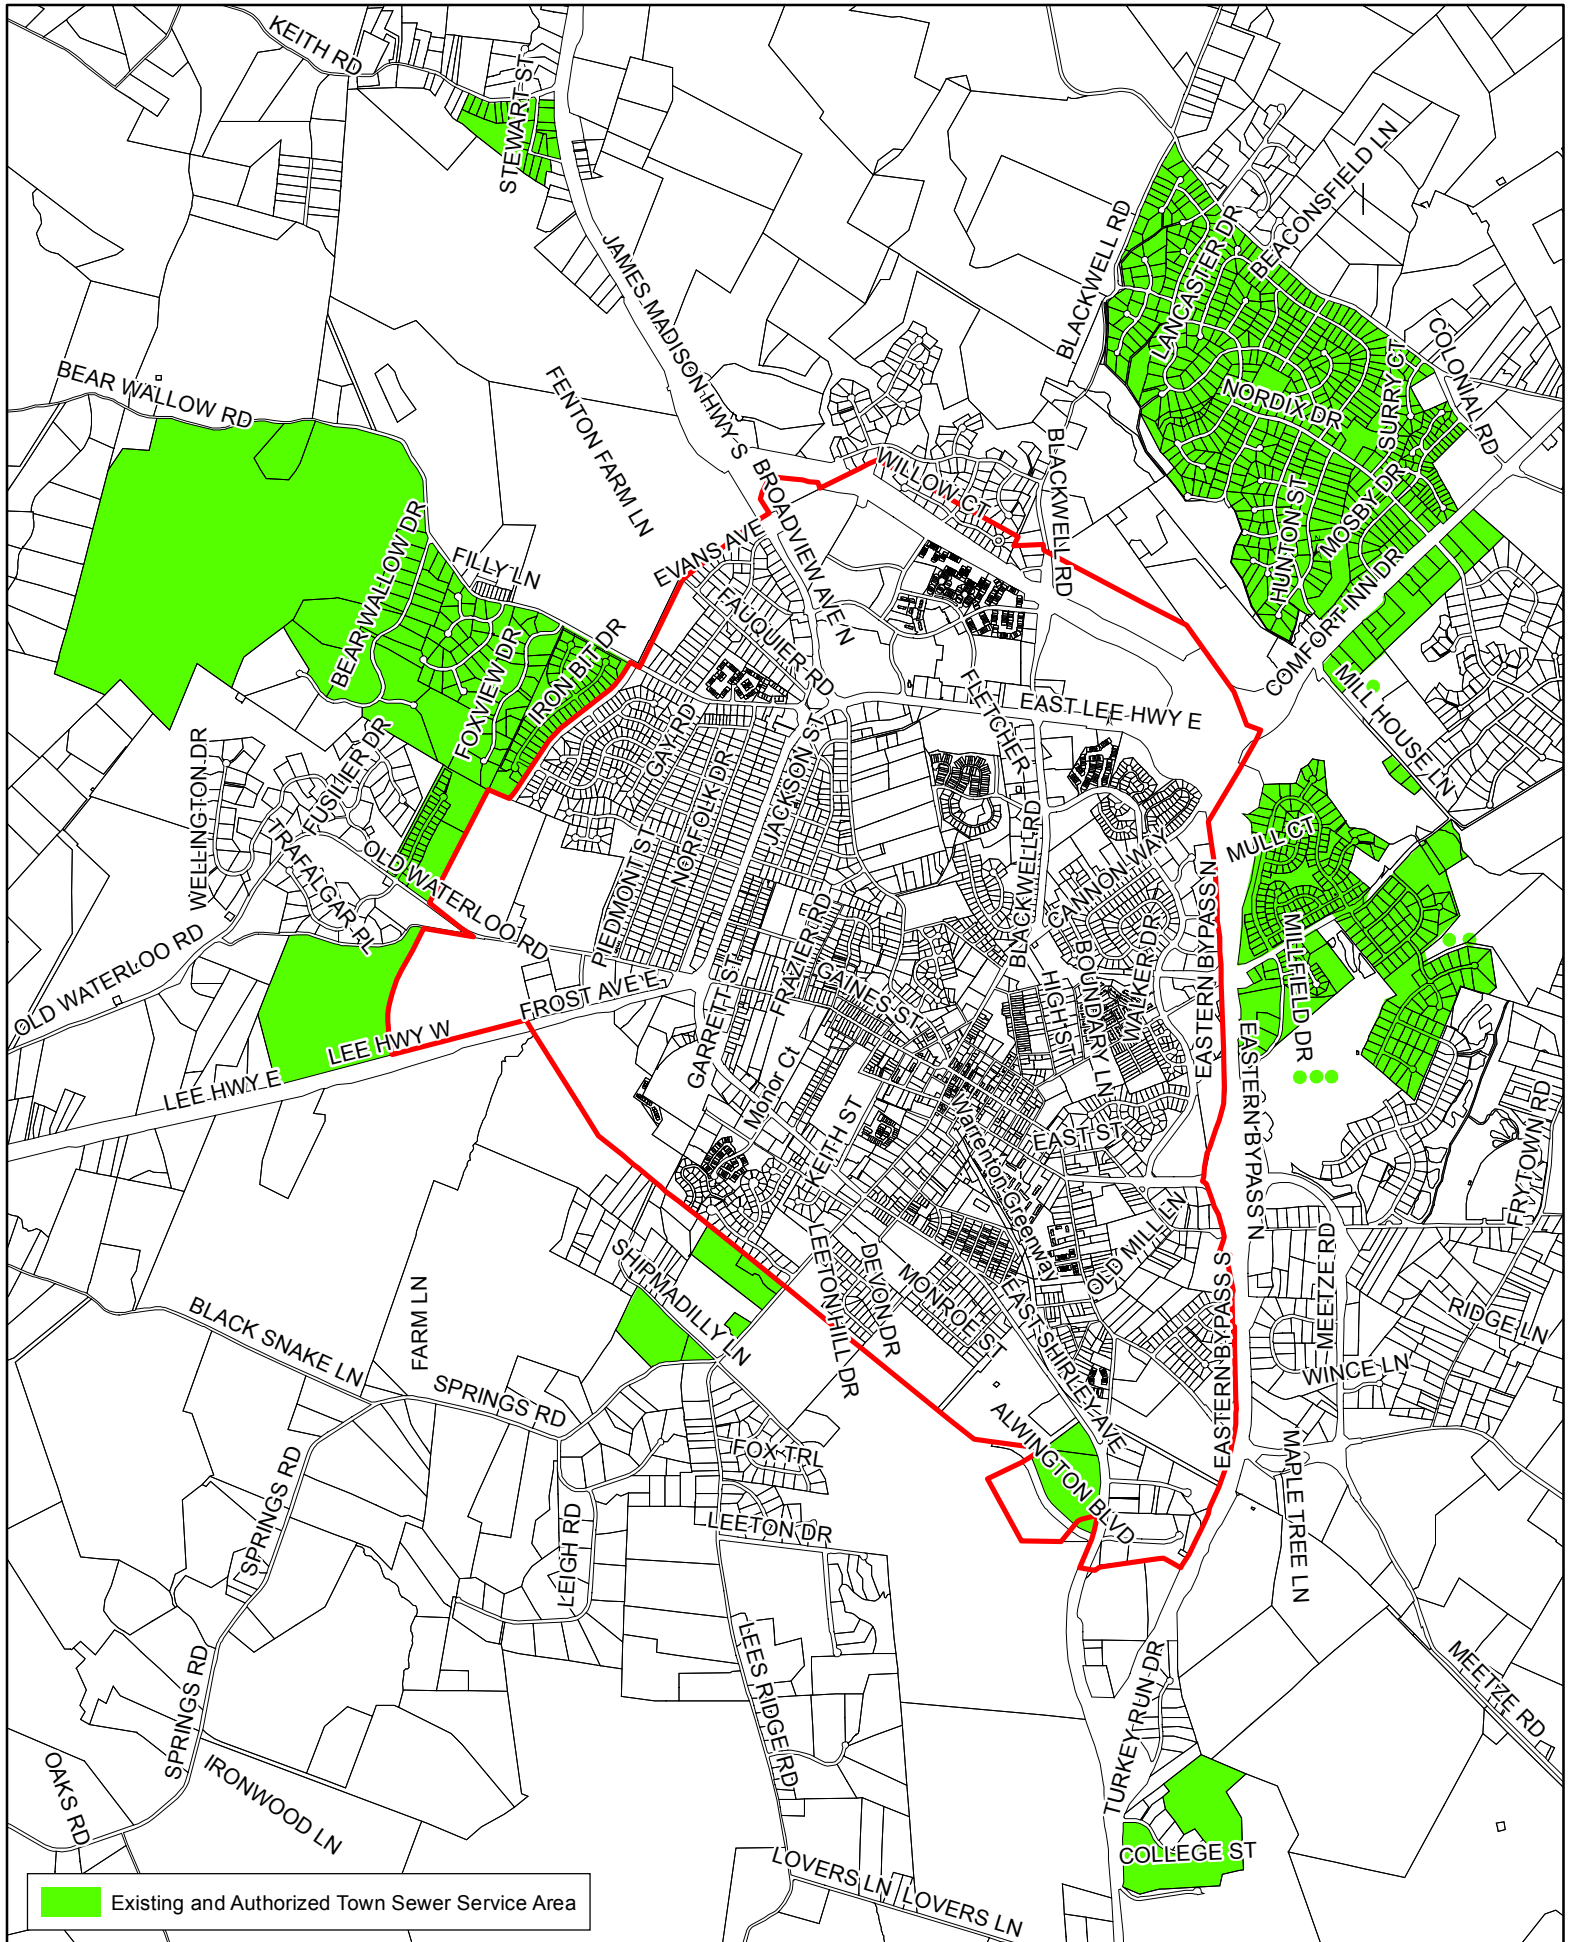 KEITH RD
STEWART ST
BLACKWELL RD
LANCASTER DR
BEACONSFIELD LN
JAMES MADISON HWY S
COLONIAL RD
SURRY CT
NORDIX DR
BEAR WALLOW RD
FENTON FARM LN
WILLOW CT
BLACKWELL RD
MOSBY DR
HUNTON ST
BROADVIEW AVE N
EVANS AVE
BEAR WALLOW DR
FILLY LN
BLACKWELL RD
COMFORT INN DR
FAUQUIER RD
IRON BIT DR
FOXVIEW DR
FLETCHER
EAST LEE HWY E
MILL HOUSE LN
WELLINGTON DR
FUSILIER DR
GAY RD
NORFOLK DR
JACKSON ST
TRAFALGAR PL
OLD WATERLOO RD
PIEDMONT ST
BLACKWELL RD
CANNON WAY
MULL CT
OLD WATERLOO RD
FRAZIER RD
WALKER DR
BOUNDARY LN
EASTERN BYPASS N
MILLFIELD DR
FROST AVE E
GARRETT ST
GAINES ST
HIGH ST
LEE HWY W
LEE HWY E
EASTERN BYPASS N
Monor Ct
KEITH ST
Warrenton Greenway
EAST ST
FRYTOWN RD
OLD MILL LN
SHIPMADILLY LN
LEETON HILL DR
DEVON DR
MONROE ST
EAST SHIRLEY AVE
EASTERN BYPASS S
MEETZE RD
RIDGE LN
WINCE LN
BLACK SNAKE LN
FARM LN
SPRINGS RD
FOX TRL
ALWINGTON BLVD
MAPLE TREE LN
SPRINGS RD
LEIGH RD
LEETON DR
LEES RIDGE RD
TURKEY RUN DR
MEETZE RD
SPRINGS RD
OAKS RD
IRONWOOD LN
COLLEGE ST
LOVERS LN
LOVERS LN
Existing and Authorized Town Sewer Service Area